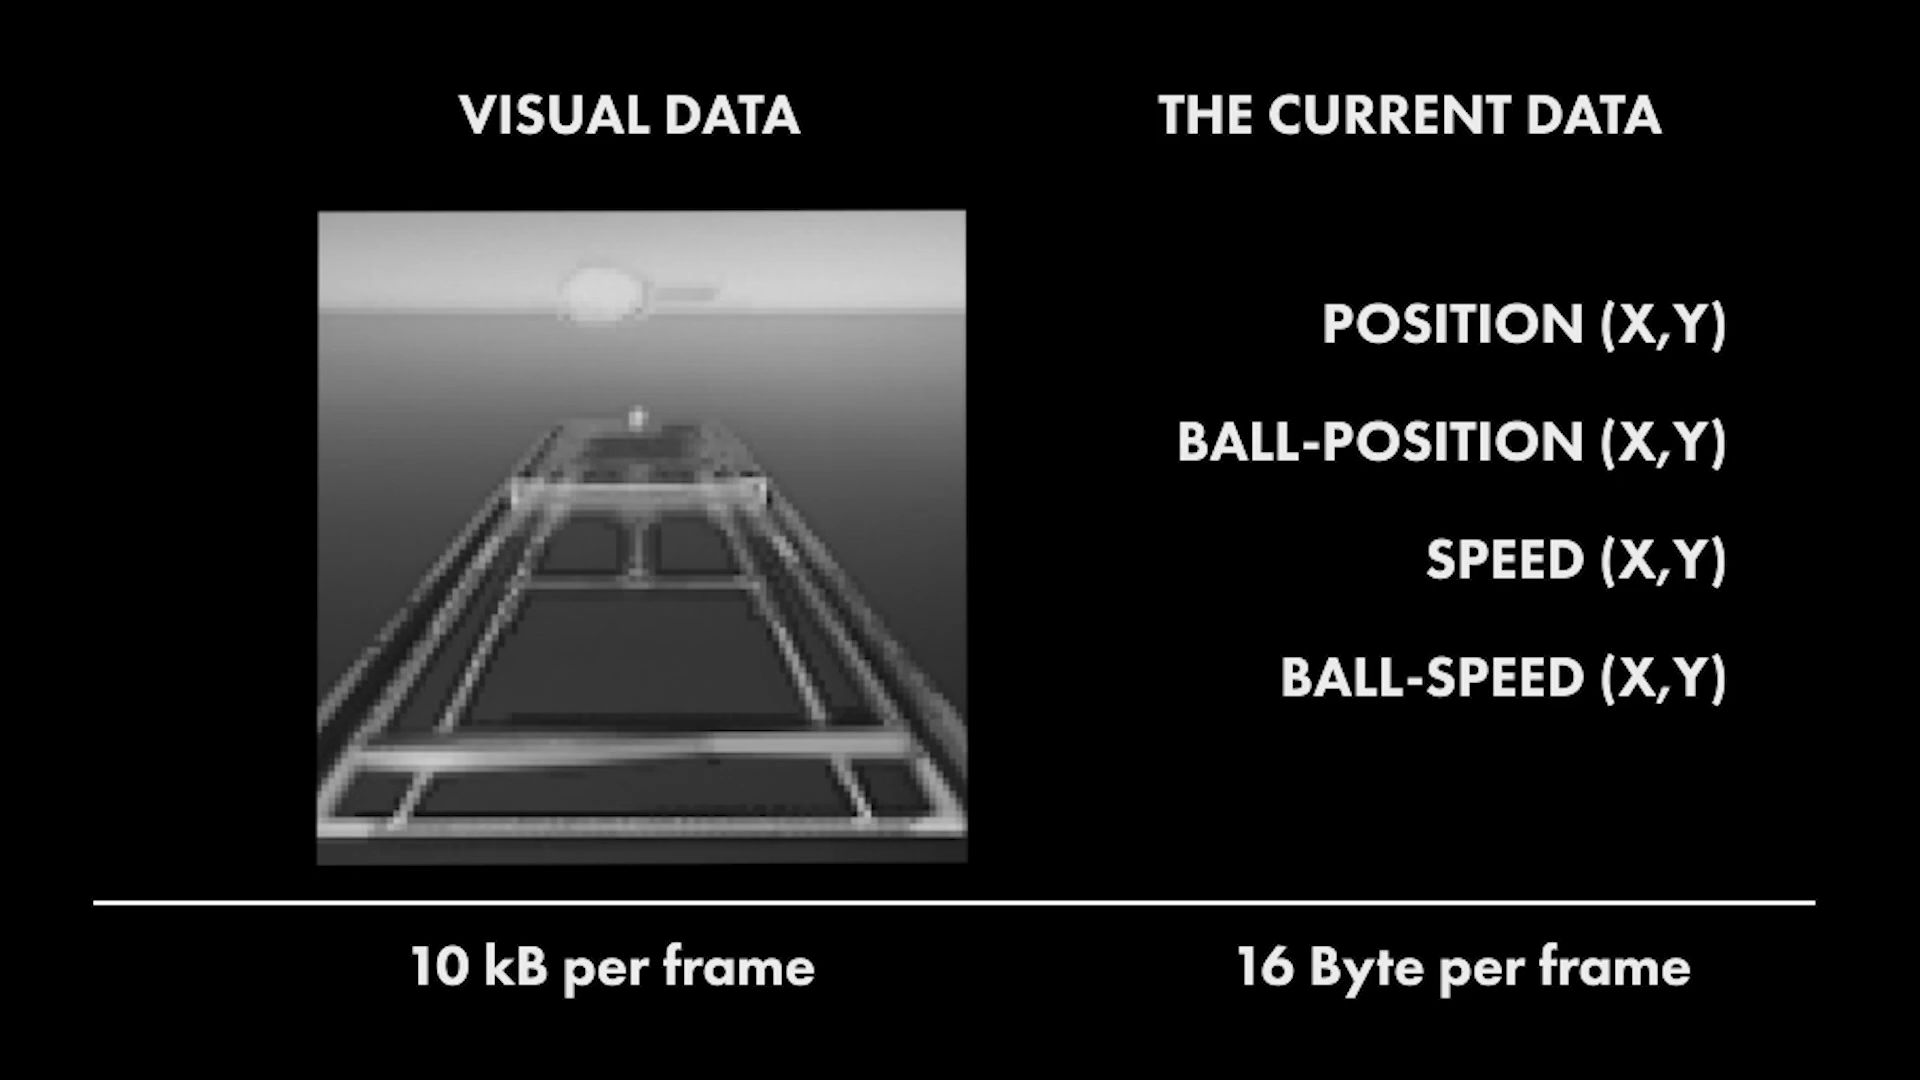 VISUAL DATA
THE CURRENT DATA
POSITION (X,Y)
BALL-POSITION (X,Y)
SPEED (X,Y)
BALL-SPEED (X,Y)
10 kB per frame
16 Byte per frame